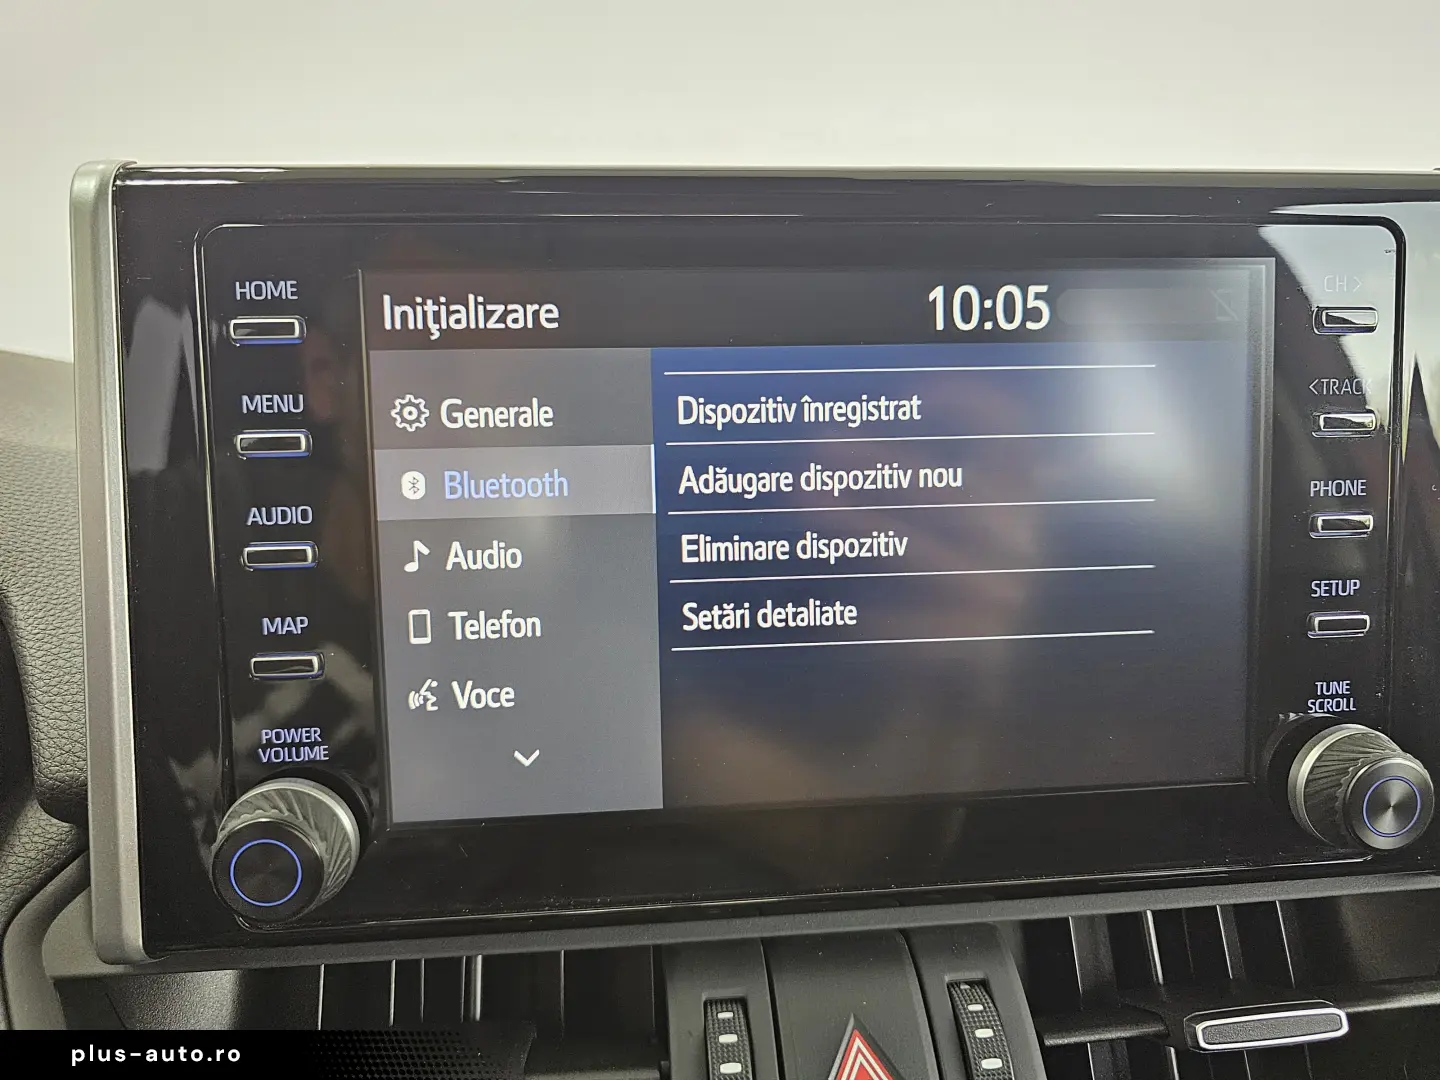 HOME
MENU
AUDIO
MAP
POWER
VOLUME
Iniţializare
10:05
Generale
Bluetooth
Audio
Telefon
Voce
Dispozitiv înregistrat
Adăugare dispozitiv nou
Eliminare dispozitiv
Setări detaliate
CH >
< TRACK
PHONE
SETUP
TUNE
SCROLL
plus-auto.ro